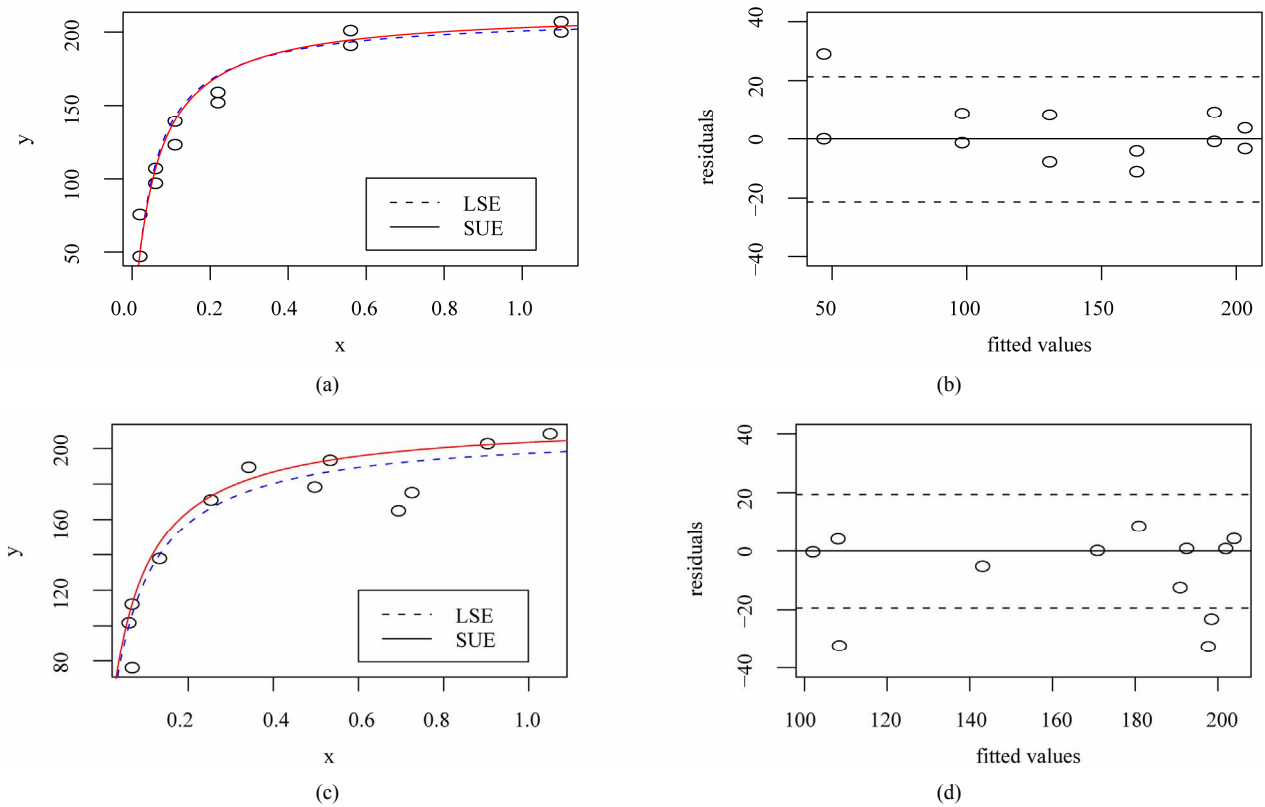 y
50 100 150 200
LSE
SUE
0.0 0.2 0.4 0.6 0.8 1.0
x
(a)
residuals
−40 −20 0 20 40
50 100 150 200
fitted values
(b)
y
80 120 160 200
LSE
SUE
0.2 0.4 0.6 0.8 1.0
x
(c)
residuals
−40 −20 0 20 40
100 120 140 160 180 200
fitted values
(d)